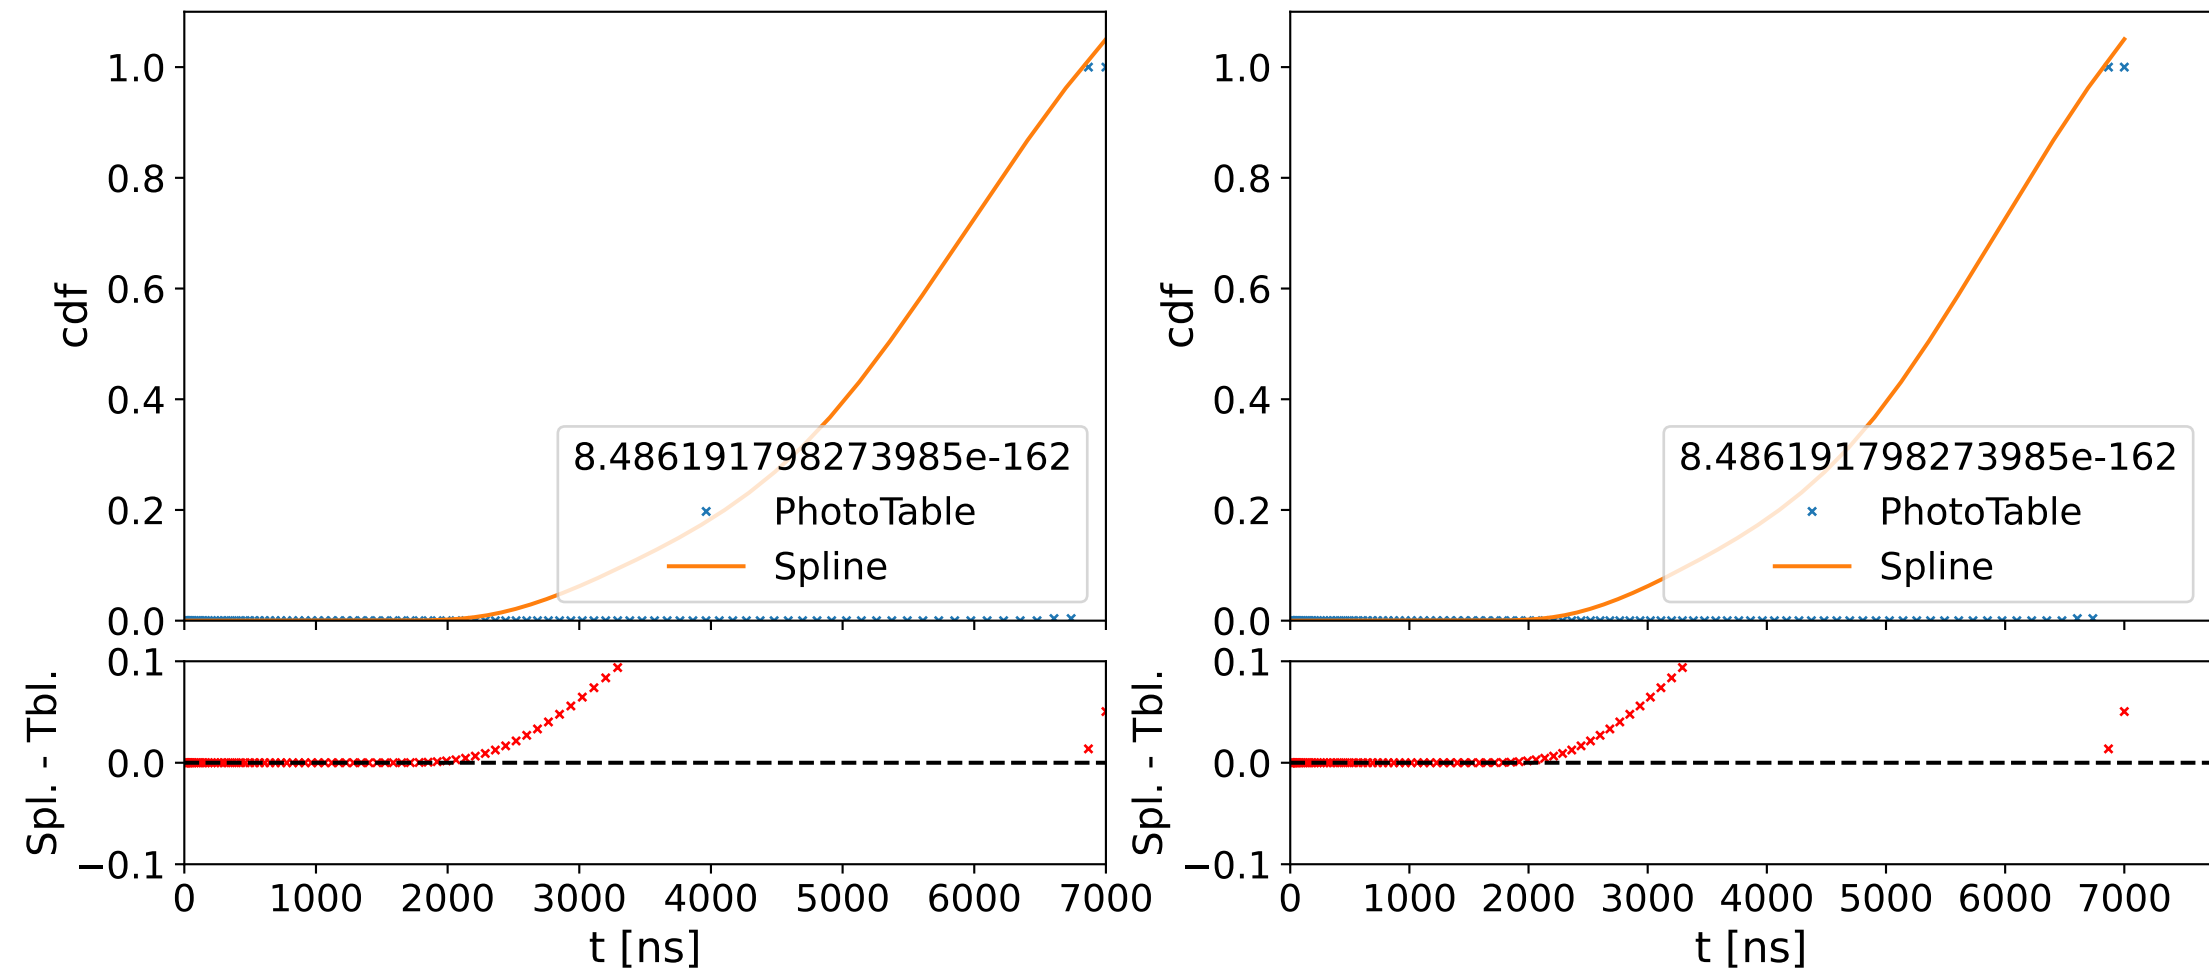 cdf
1.0
0.8
0.6
0.4
0.2
0.0
8.486191798273985e-162
PhotoTable
Spline
Spl. - Tbl.
0.1
0.0
−0.1
0 1000 2000 3000 4000 5000 6000 7000
t [ns]
cdf
1.0
0.8
0.6
0.4
0.2
0.0
8.486191798273985e-162
PhotoTable
Spline
Spl. - Tbl.
0.1
0.0
−0.1
0 1000 2000 3000 4000 5000 6000 7000
t [ns]